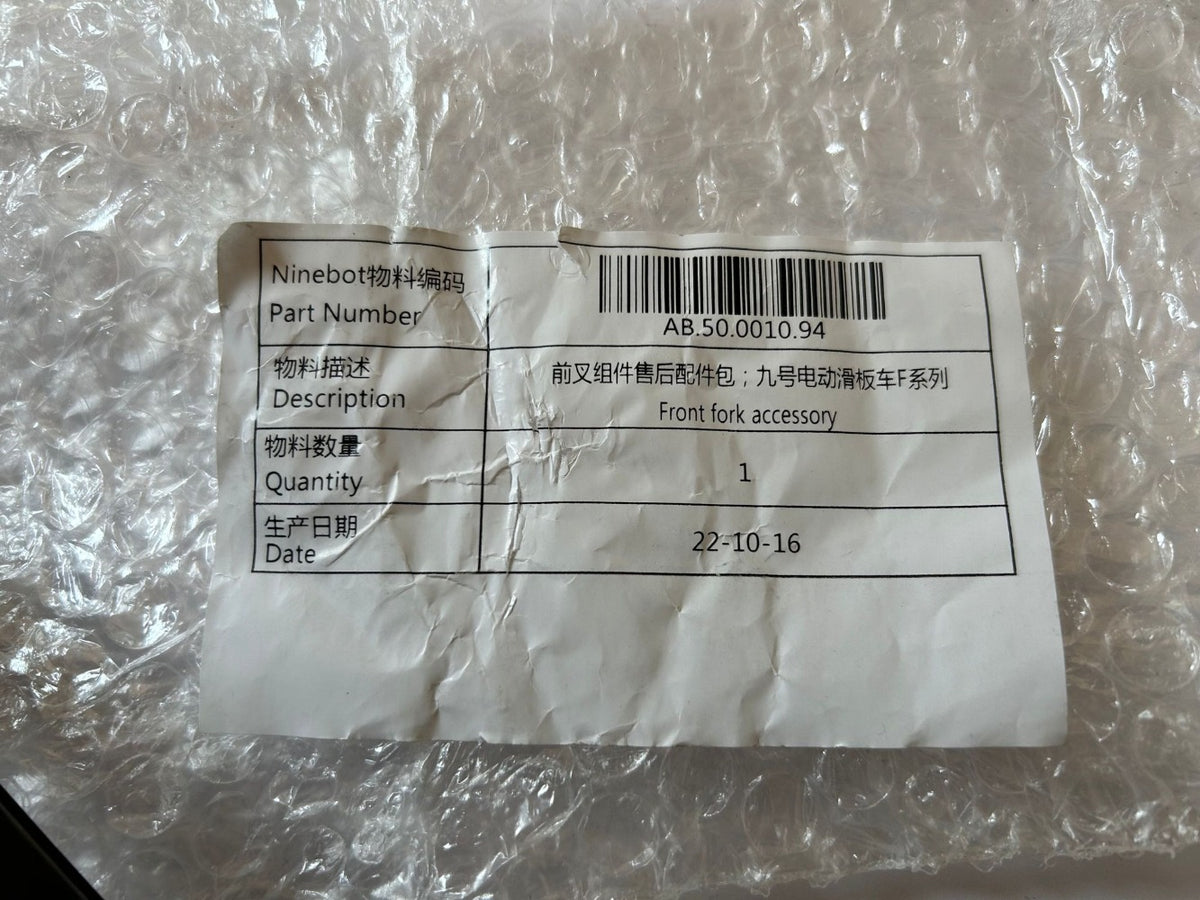 Ninebot物料编码
Part Number
AB.50.0010.94
物料描述
Description
前叉组件售后配件包；九号电动滑板车F系列
Front fork accessory
物料数量
Quantity
1
生产日期
Date
22-10-16